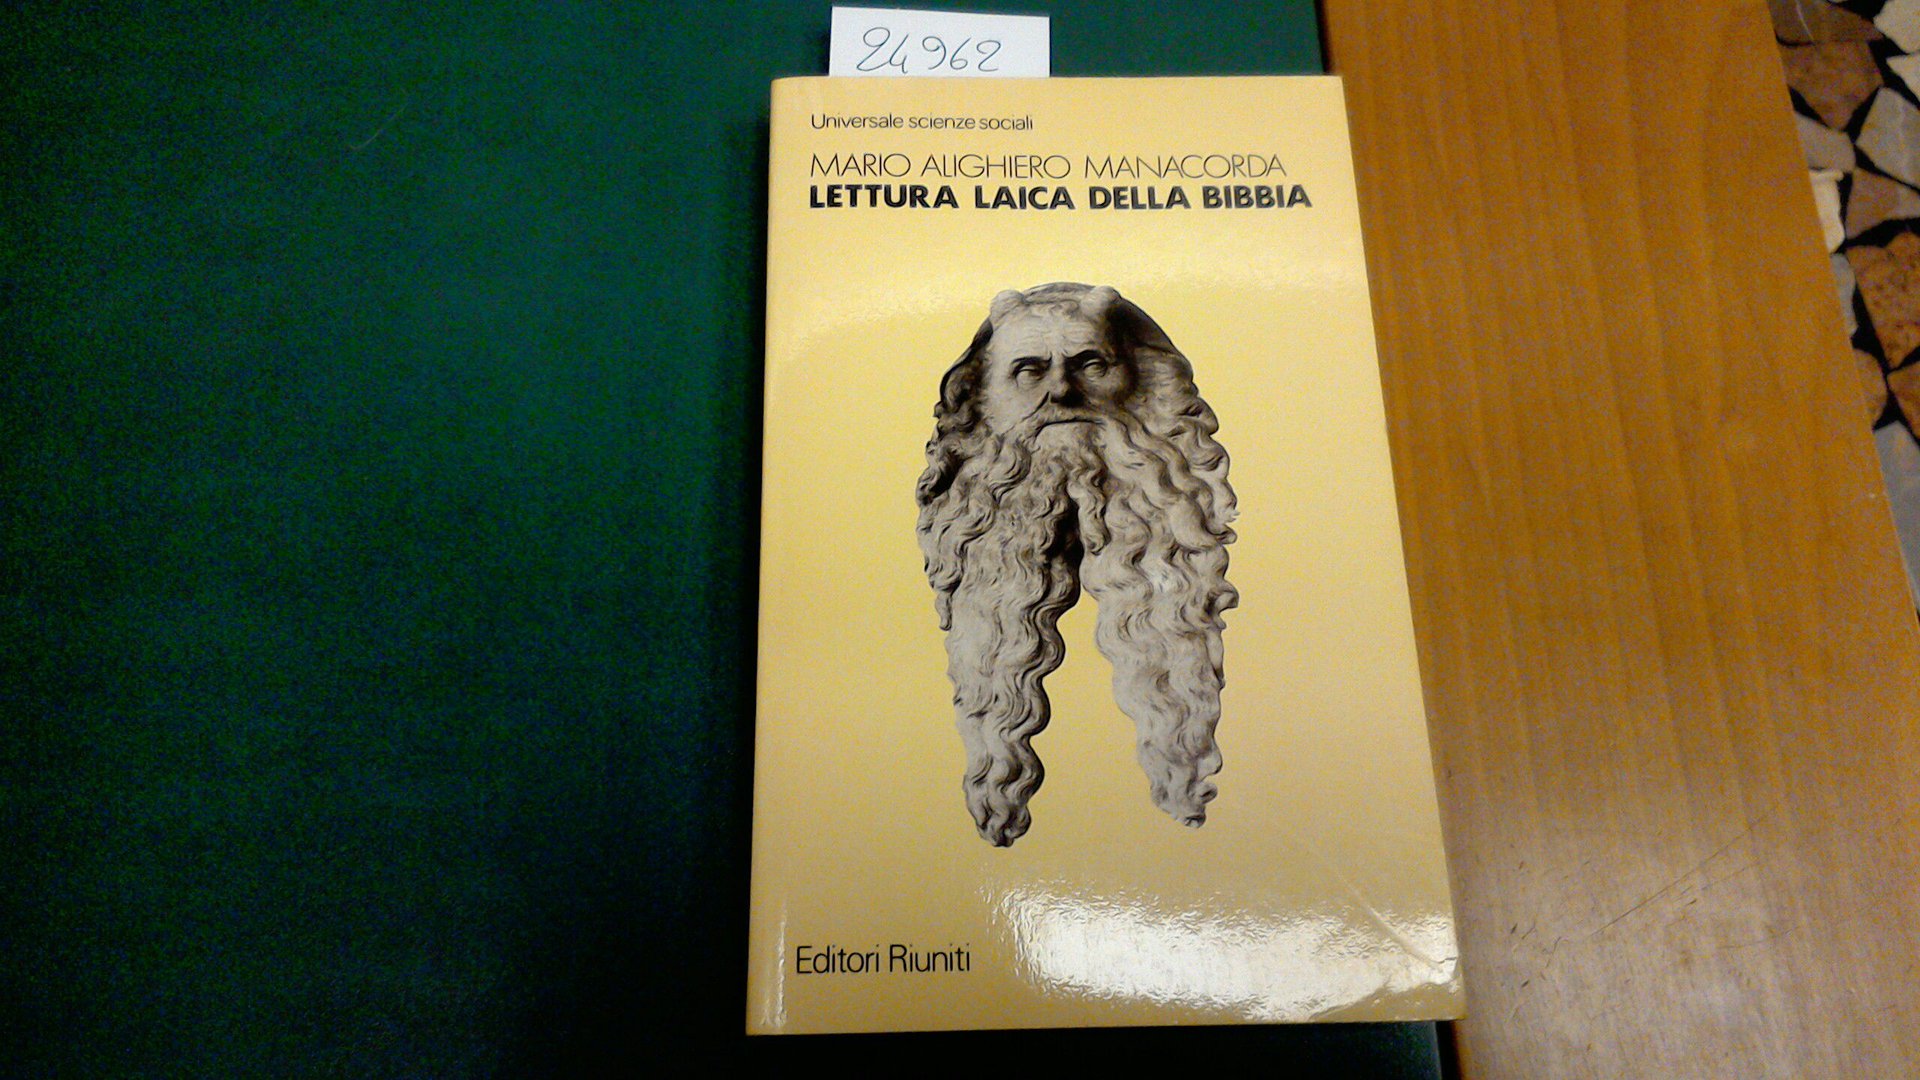 24962
Universale scienze sociali
MARIO ALIGHIERO MANACORDA
LETTURA LAICA DELLA BIBBIA
Editori Riuniti